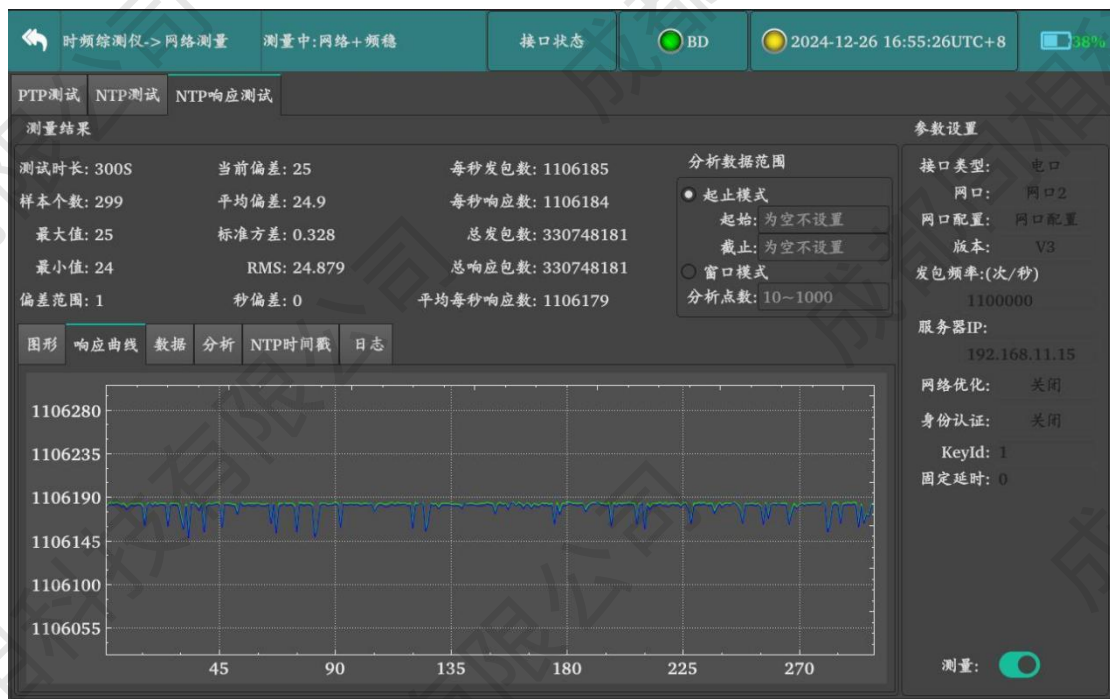 时频综测仪->网络测量 测量中:网络+频稳 接口状态 BD 2024-12-26 16:55:26UTC+8 38%
PTP测试 NTP测试 NTP响应测试
测量结果
测试时长: 300S 当前偏差: 25 每秒发包数: 1106185
样本个数: 299 平均偏差: 24.9 每秒响应数: 1106184
最大值: 25 标准方差: 0.328 总发包数: 330748181
最小值: 24 RMS: 24.879 总响应包数: 330748181
偏差范围: 1 秒偏差: 0 平均每秒响应数: 1106179
分析数据范围
起止模式
起始: 为空不设置
截止: 为空不设置
窗口模式
分析点数: 10~1000
参数设置
接口类型: 电口
网口: 网口2
网口配置: 网口配置
版本: V3
发包频率:(次/秒)
1100000
服务器IP:
192.168.11.15
网络优化: 关闭
身份认证: 关闭
KeyId: 1
固定延时: 0
测量:
图形 响应曲线 数据 分析 NTP时间戳 日志
1106280
1106235
1106190
1106145
1106100
1106055
45 90 135 180 225 270